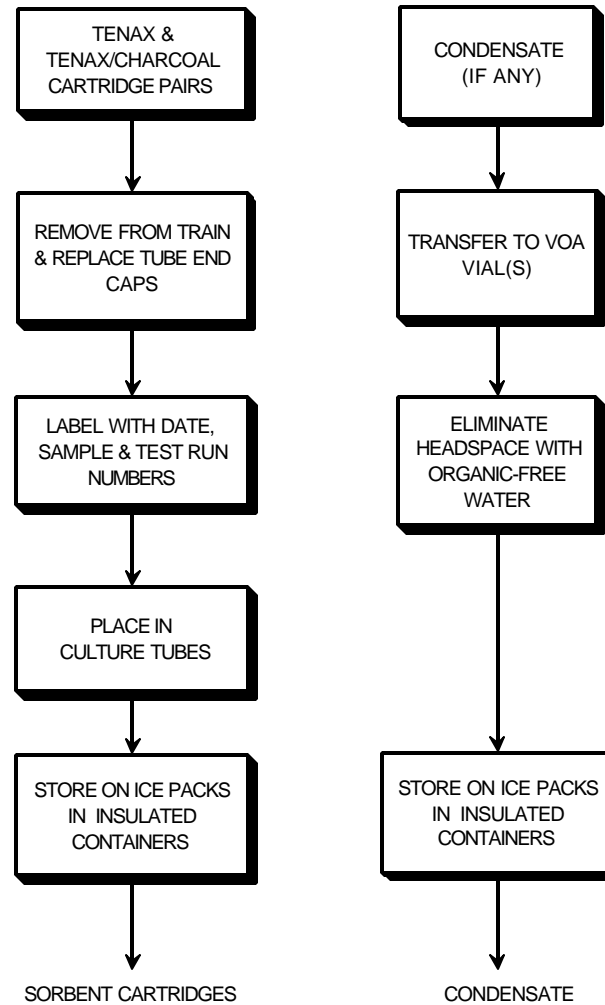 TENAX &
TENAX/CHARCOAL
CARTRIDGE PAIRS
REMOVE FROM TRAIN
& REPLACE TUBE END
CAPS
LABEL WITH DATE,
SAMPLE & TEST RUN
NUMBERS
PLACE IN
CULTURE TUBES
STORE ON ICE PACKS
IN INSULATED
CONTAINERS
SORBENT CARTRIDGES
CONDENSATE
(IF ANY)
TRANSFER TO VOA
VIAL(S)
ELIMINATE
HEADSPACE WITH
ORGANIC-FREE
WATER
STORE ON ICE PACKS
IN INSULATED
CONTAINERS
CONDENSATE